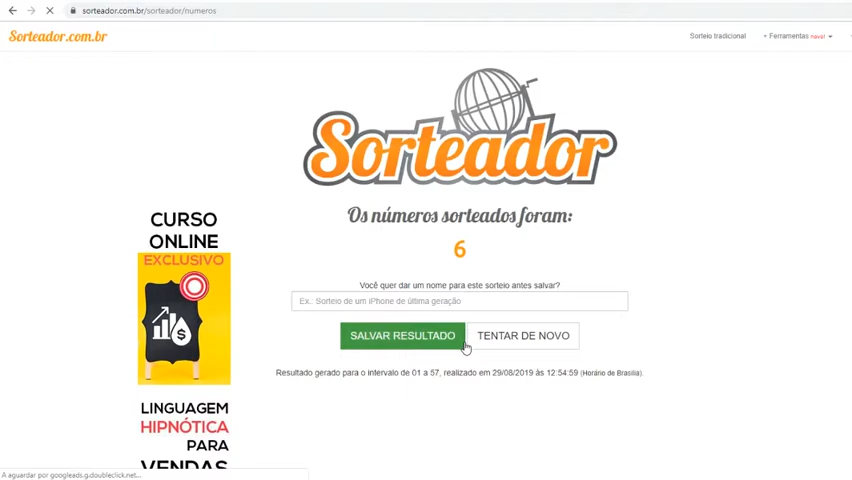 sorteador.com.br/sorteador/numeros
Sorteador.com.br
Sorteio tradicional
+ Ferramentas novo!
Sorteador
Os números sorteados foram:
6
CURSO
ONLINE
EXCLUSIVO
$
Você quer dar um nome para este sorteio antes salvar?
Ex.: Sorteio de um iPhone de última geração
SALVAR RESULTADO
TENTAR DE NOVO
Resultado gerado para o intervalo de 01 a 57, realizado em 29/08/2019 às 12:54:59 (Horário de Brasília)
LINGUAGEM
HIPNÓTICA
PARA
VENDAS
A aguardar por googleads.g.doubleclick.net...